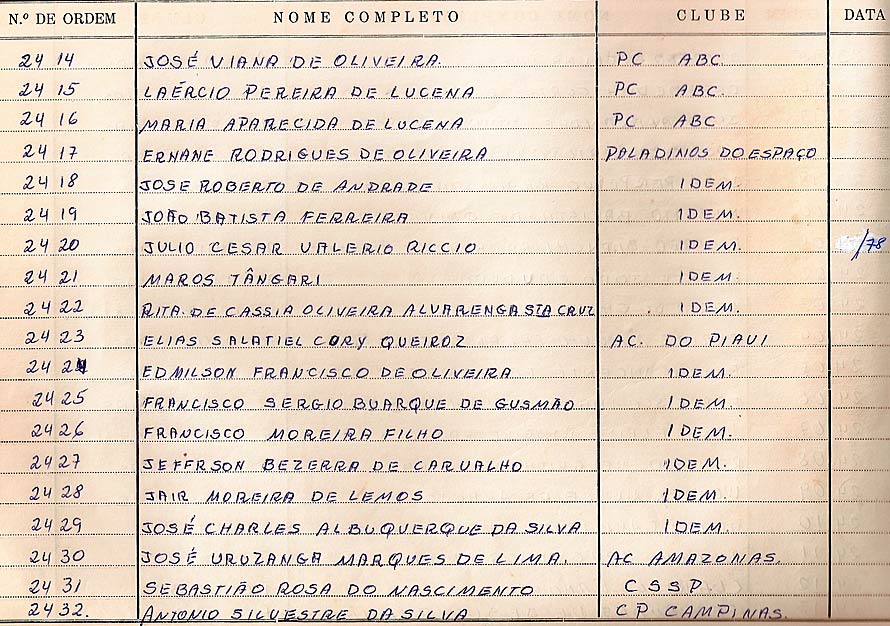 N.º DE ORDEM NOME COMPLETO CLUBE DATA
2414 JOSÉ VIANA DE OLIVEIRA. PC ABC.
2415 LAÉRCIO PEREIRA DE LUCENA PC ABC.
2416 MARIA APARECIDA DE LUCENA PC ABC.
2417 ERNANE RODRIGUES DE OLIVEIRA PALADINOS DO ESPAÇO
2418 JOSE ROBERTO DE ANDRADE IDEM.
2419 JOÃO BATISTA FERREIRA IDEM.
2420 JULIO CESAR VALERIO RICCIO IDEM. /78
2421 MAROS TÂNGARI IDEM.
2422 RITA DE CASSIA OLIVEIRA ALVARENGA STA CRUZ IDEM.
2423 ELIAS SALATIEL CORY QUEIROZ AC. DO PIAUI
2424 EDMILSON FRANCISCO DE OLIVEIRA IDEM.
2425 FRANCISCO SERGIO BUARQUE DE GUSMÃO IDEM.
2426 FRANCISCO MOREIRA FILHO IDEM.
2427 JEFFRSON BEZERRA DE CARVALHO IDEM.
2428 JAIR MOREIRA DE LEMOS IDEM.
2429 JOSÉ CHARLES ALBUQUERQUE DA SILVA IDEM.
2430 JOSÉ URUZANGA MARQUES DE LIMA. AC AMAZONAS.
2431 SEBASTIÃO ROSA DO NASCIMENTO CSSP.
2432. ANTONIO SILVESTRE DA SILVA CP CAMPINAS.